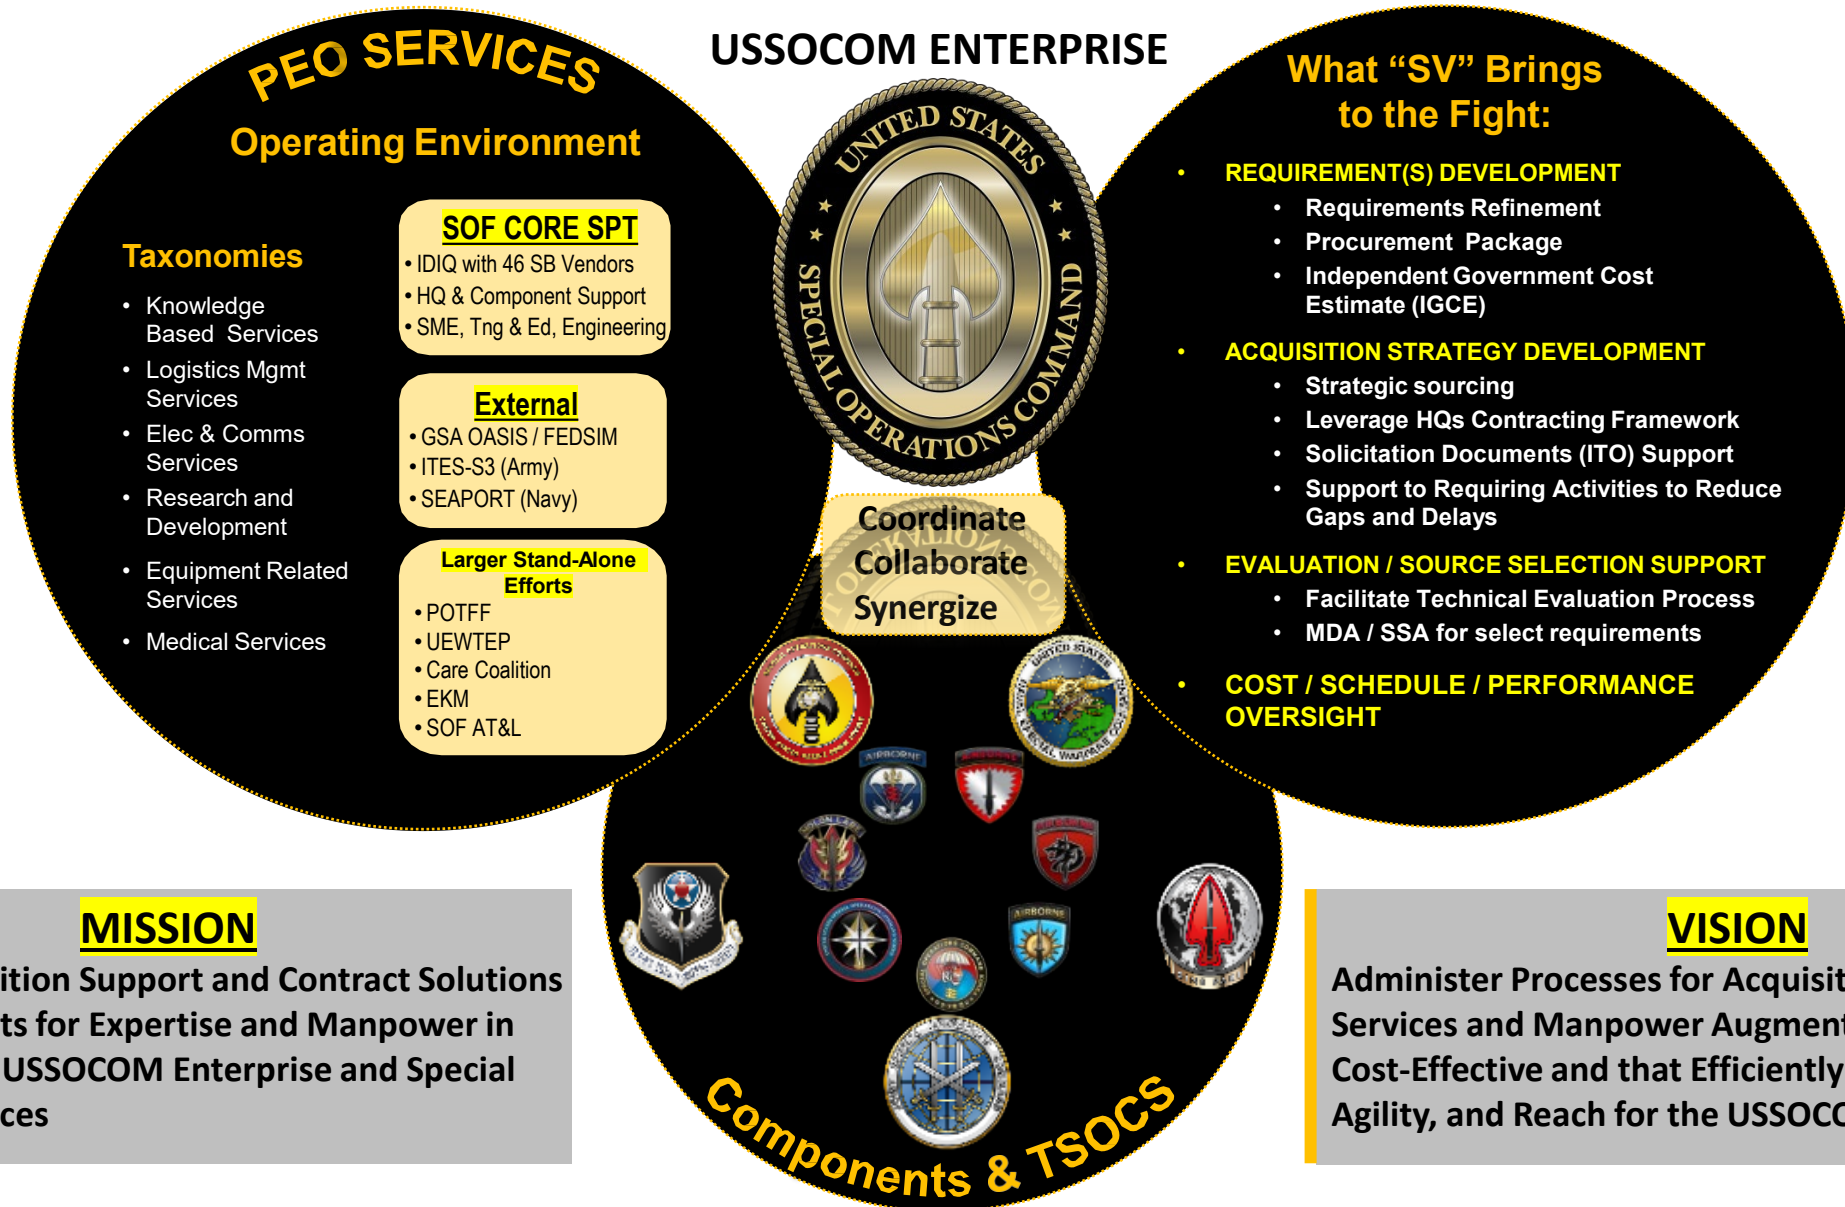 USSOCOM ENTERPRISE
PEO SERVICES
Operating Environment
Taxonomies
• Knowledge
Based Services
• Logistics Mgmt
Services
• Elec & Comms
Services
• Research and
Development
• Equipment Related
Services
• Medical Services
SOF CORE SPT
• IDIQ with 46 SB Vendors
• HQ & Component Support
• SME, Tng & Ed, Engineering
External
• GSA OASIS / FEDSIM
• ITES-S3 (Army)
• SEAPORT (Navy)
Larger Stand-Alone
Efforts
• POTFF
• UEWTEP
• Care Coalition
• EKM
• SOF AT&L
UNITED STATES
SPECIAL OPERATIONS COMMAND
Coordinate
Collaborate
Synergize
What “SV” Brings
to the Fight:
• REQUIREMENT(S) DEVELOPMENT
• Requirements Refinement
• Procurement Package
• Independent Government Cost
Estimate (IGCE)
• ACQUISITION STRATEGY DEVELOPMENT
• Strategic sourcing
• Leverage HQs Contracting Framework
• Solicitation Documents (ITO) Support
• Support to Requiring Activities to Reduce
Gaps and Delays
• EVALUATION / SOURCE SELECTION SUPPORT
• Facilitate Technical Evaluation Process
• MDA / SSA for select requirements
• COST / SCHEDULE / PERFORMANCE
OVERSIGHT
UNITED STATES
AIRBORNE
AIRBORNE
AIRBORNE
AIRBORNE
Components & TSOCS
MISSION
ition Support and Contract Solutions
ts for Expertise and Manpower in
USSOCOM Enterprise and Special
ces
VISION
Administer Processes for Acquisit
Services and Manpower Augment
Cost-Effective and that Efficiently
Agility, and Reach for the USSOCO